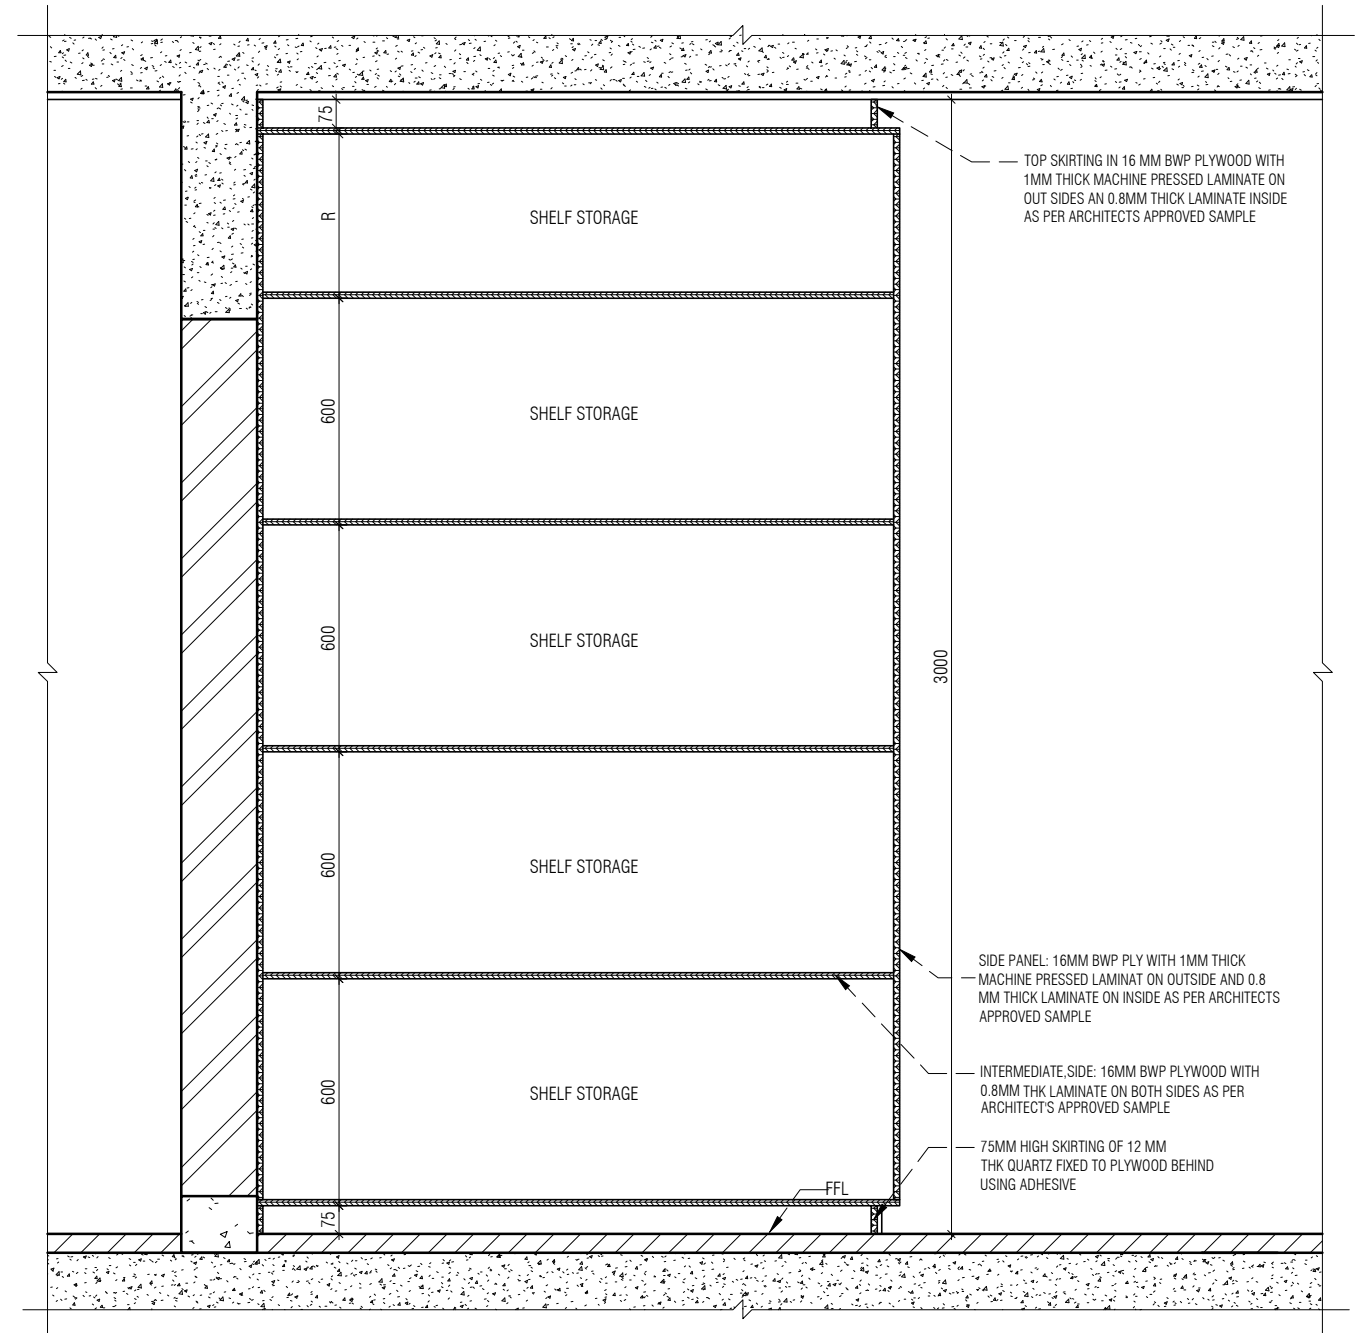 75
TOP SKIRTING IN 16 MM BWP PLYWOOD WITH
1MM THICK MACHINE PRESSED LAMINATE ON
OUT SIDES AN 0.8MM THICK LAMINATE INSIDE
AS PER ARCHITECTS APPROVED SAMPLE
R
SHELF STORAGE
600
SHELF STORAGE
600
SHELF STORAGE
3000
600
SHELF STORAGE
SIDE PANEL: 16MM BWP PLY WITH 1MM THICK
MACHINE PRESSED LAMINAT ON OUTSIDE AND 0.8
MM THICK LAMINATE ON INSIDE AS PER ARCHITECTS
APPROVED SAMPLE
600
SHELF STORAGE
INTERMEDIATE,SIDE: 16MM BWP PLYWOOD WITH
0.8MM THK LAMINATE ON BOTH SIDES AS PER
ARCHITECT'S APPROVED SAMPLE
75MM HIGH SKIRTING OF 12 MM
THK QUARTZ FIXED TO PLYWOOD BEHIND
USING ADHESIVE
FFL
75